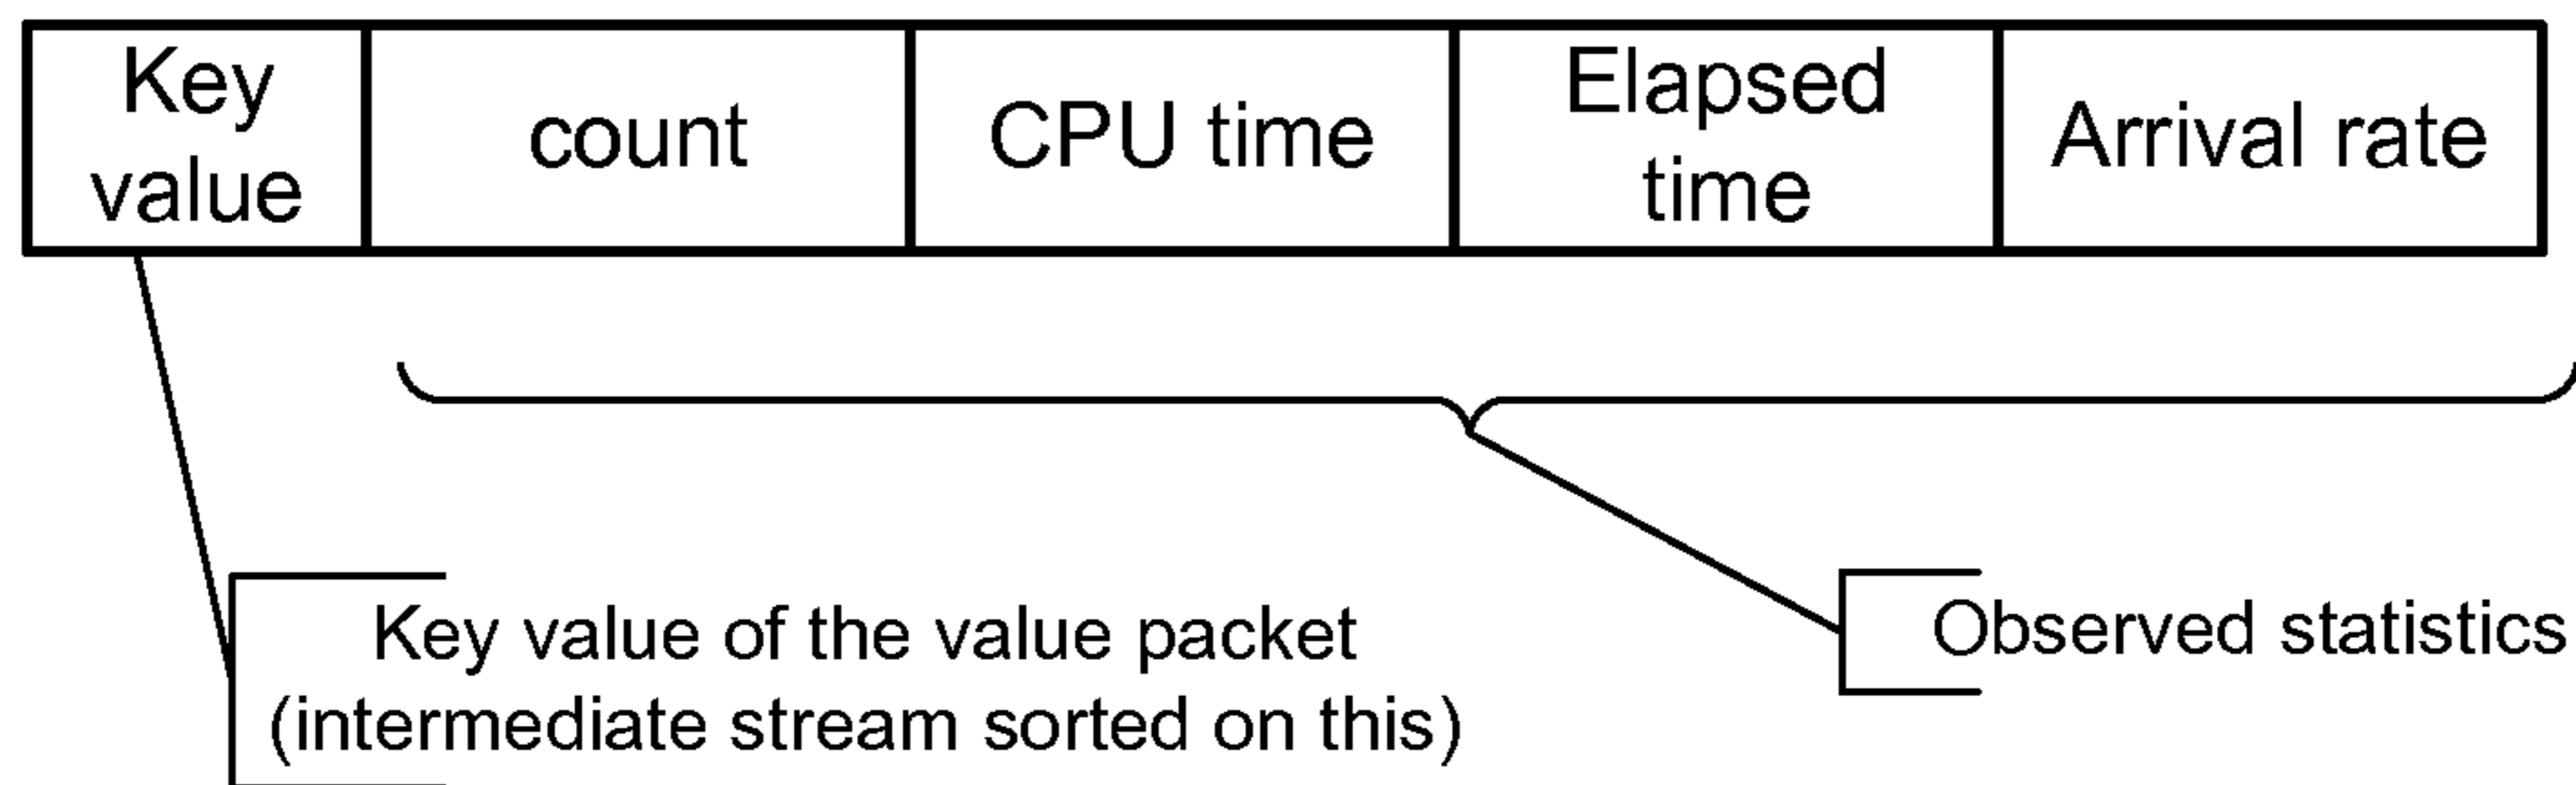 Key
value
count
CPU time
Elapsed
time
Arrival rate
Key value of the value packet
(intermediate stream sorted on this)
Observed statistics